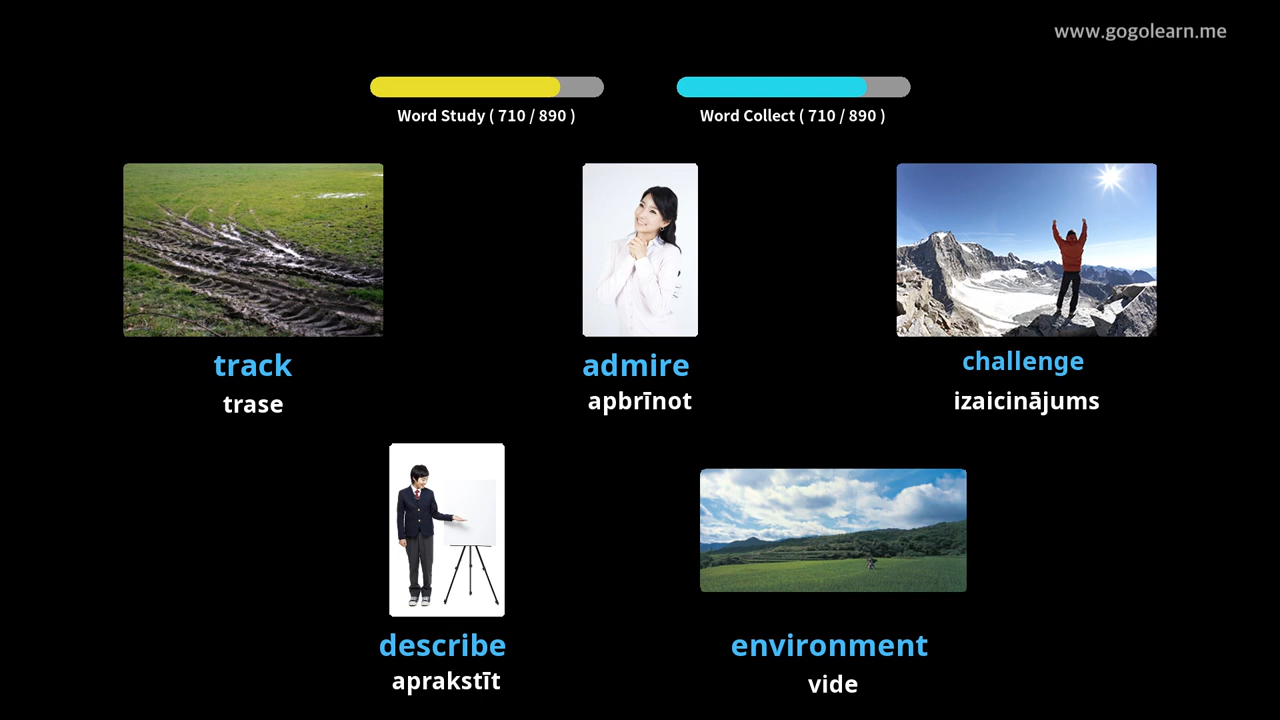 www.gogolearn.me
Word Study ( 710 / 890 )
Word Collect ( 710 / 890 )
track
trase
admire
apbrīnot
challenge
izaicinājums
describe
aprakstīt
environment
vide